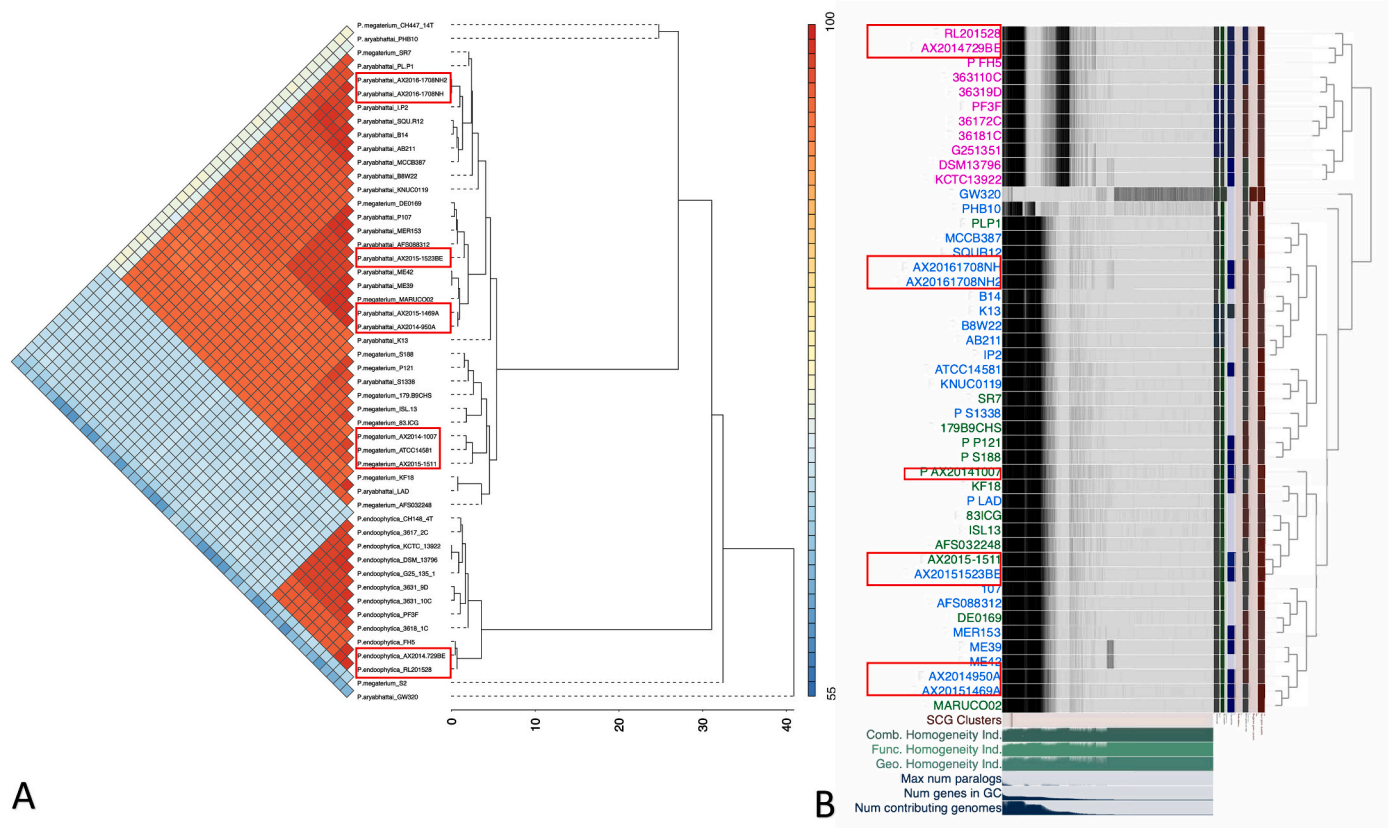 P. megaterium_CH447_14T
P. aryabhattai_PHB10
P.megaterium_SR7
P.aryabhattai_PL.P1
P.aryabhattai_AX2016-1708NH2
P.aryabhattai_AX2016-1708NH
P.aryabhattai_I.P2
P.aryabhattai_SQU.R12
P.aryabhattai_B14
P.aryabhattai_AB211
P.aryabhattai_MCCB387
P.aryabhattai_B8W22
P.aryabhattai_KNUC0119
P.megaterium_DE0169
P.aryabhattai_P107
P.aryabhattai_MER153
P.aryabhattai_AFS088312
P.aryabhattai_AX2015-1523BE
P.aryabhattai_ME42
P.aryabhattai_ME39
P.megaterium_MARUCO02
P.aryabhattai_AX2015-1469A
P.aryabhattai_AX2014-950A
P.aryabhattai_K13
P.megaterium_S188
P.megaterium_P121
P.aryabhattai_S1338
P.megaterium_179.B9CHS
P.megaterium_ISL.13
P.megaterium_83.ICG
P.megaterium_AX2014-1007
P.megaterium_ATCC14581
P.megaterium_AX2015-1511
P.megaterium_KF18
P.aryabhattai_LAD
P.megaterium_AFS032248
P.endophytica_CH148_4T
P.endophytica_3617_2C
P.endophytica_KCTC_13922
P.endophytica_DSM_13796
P.endophytica_G25_135_1
P.endophytica_3631_9D
P.endophytica_3631_10C
P.endophytica_PF3F
P.endophytica_3618_1C
P.endophytica_FH5
P.endophytica_AX2014.729BE
P.endophytica_RL201528
P.megaterium_S2
P.aryabhattai_GW320
0
10
20
30
40
100
55
A
RL201528
AX2014729BE
P FH5
363110C
36319D
PF3F
36172C
36181C
G251351
DSM13796
KCTC13922
GW320
PHB10
PLP1
MCCB387
SQUR12
AX20161708NH
AX20161708NH2
B14
K13
B8W22
AB211
IP2
ATCC14581
KNUC0119
SR7
P S1338
179B9CHS
P P121
P S188
P AX20141007
KF18
P LAD
83ICG
ISL13
AFS032248
AX2015-1511
AX20151523BE
107
AFS088312
DE0169
MER153
ME39
ME42
AX2014950A
AX20151469A
MARUCO02
SCG Clusters
Comb. Homogeneity Ind.
Func. Homogeneity Ind.
Geo. Homogeneity Ind.
Max num paralogs
Num genes in GC
Num contributing genomes
B